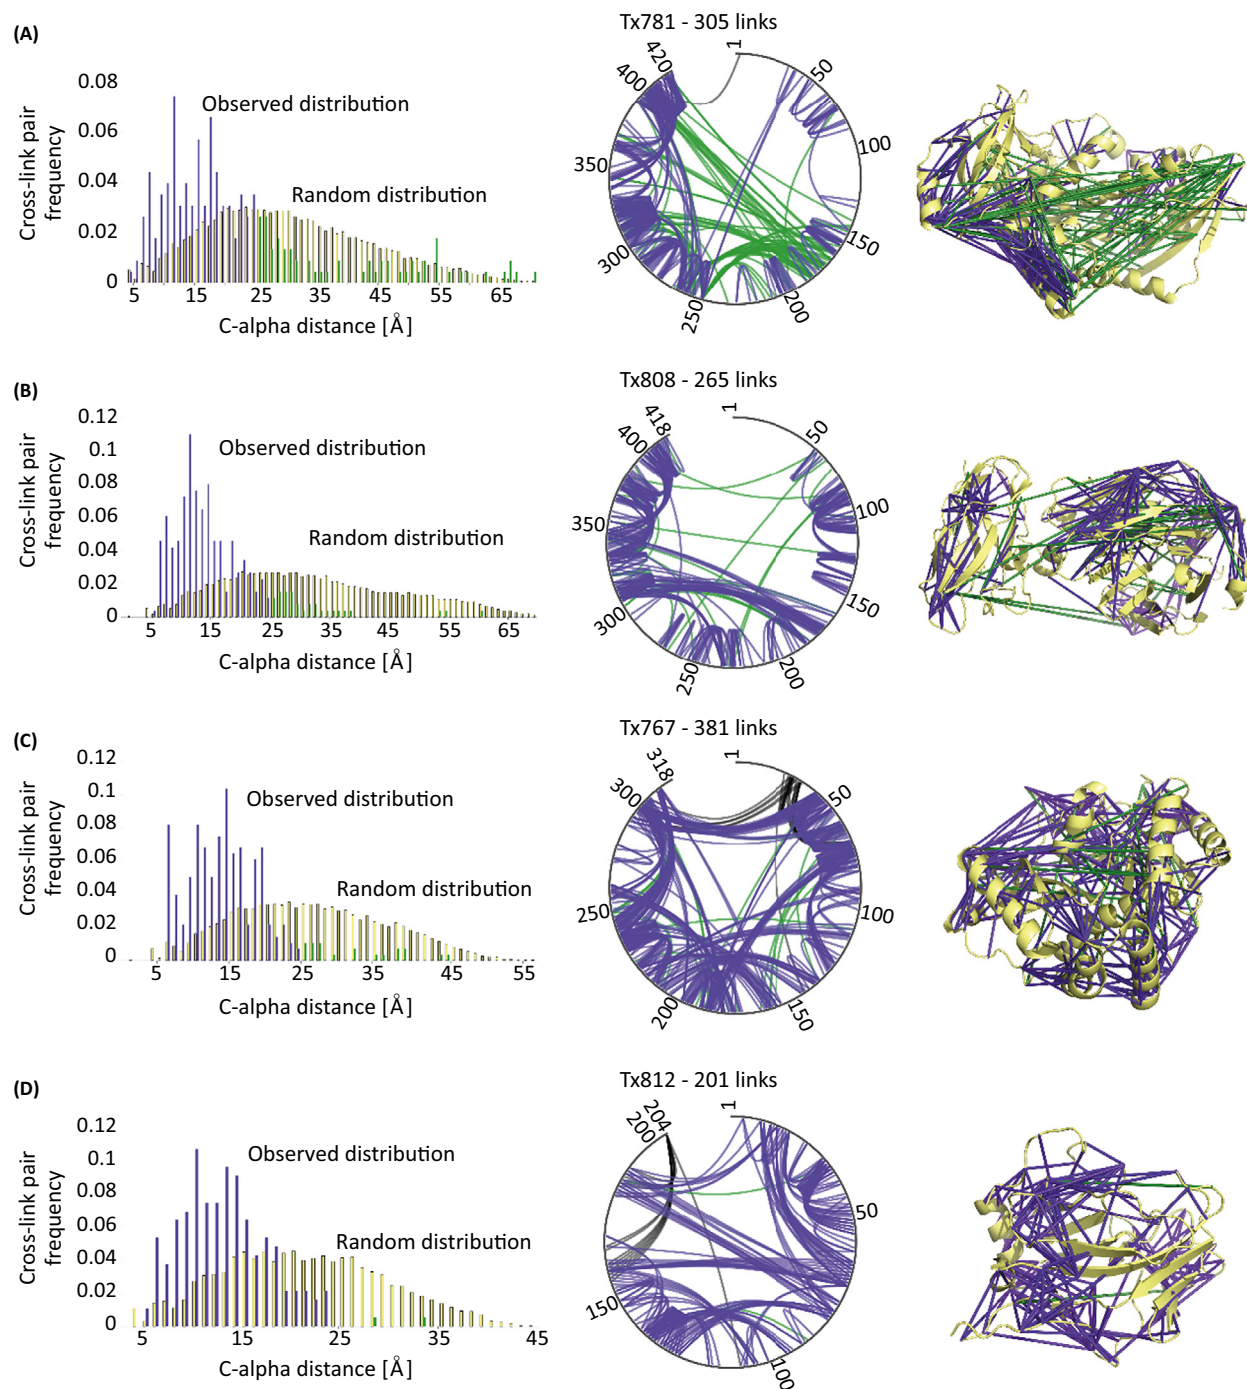 (A)
Tx781 - 305 links
Cross-link pair
frequency
0.08
0.06
0.04
0.02
0
Observed distribution
Random distribution
5 15 25 35 45 55 65
C-alpha distance [Å]
1
50
100
150
200
250
300
350
400
420
(B)
Tx808 - 265 links
Cross-link pair
frequency
0.12
0.1
0.08
0.06
0.04
0.02
0
Observed distribution
Random distribution
5 15 25 35 45 55 65
C-alpha distance [Å]
1
50
100
150
200
250
300
350
400
418
(C)
Tx767 - 381 links
Cross-link pair
frequency
0.12
0.1
0.08
0.06
0.04
0.02
0
Observed distribution
Random distribution
5 15 25 35 45 55
C-alpha distance [Å]
1
50
100
150
200
250
300
318
(D)
Tx812 - 201 links
Cross-link pair
frequency
0.12
0.1
0.08
0.06
0.04
0.02
0
Observed distribution
Random distribution
5 15 25 35 45
C-alpha distance [Å]
1
50
100
150
200
204